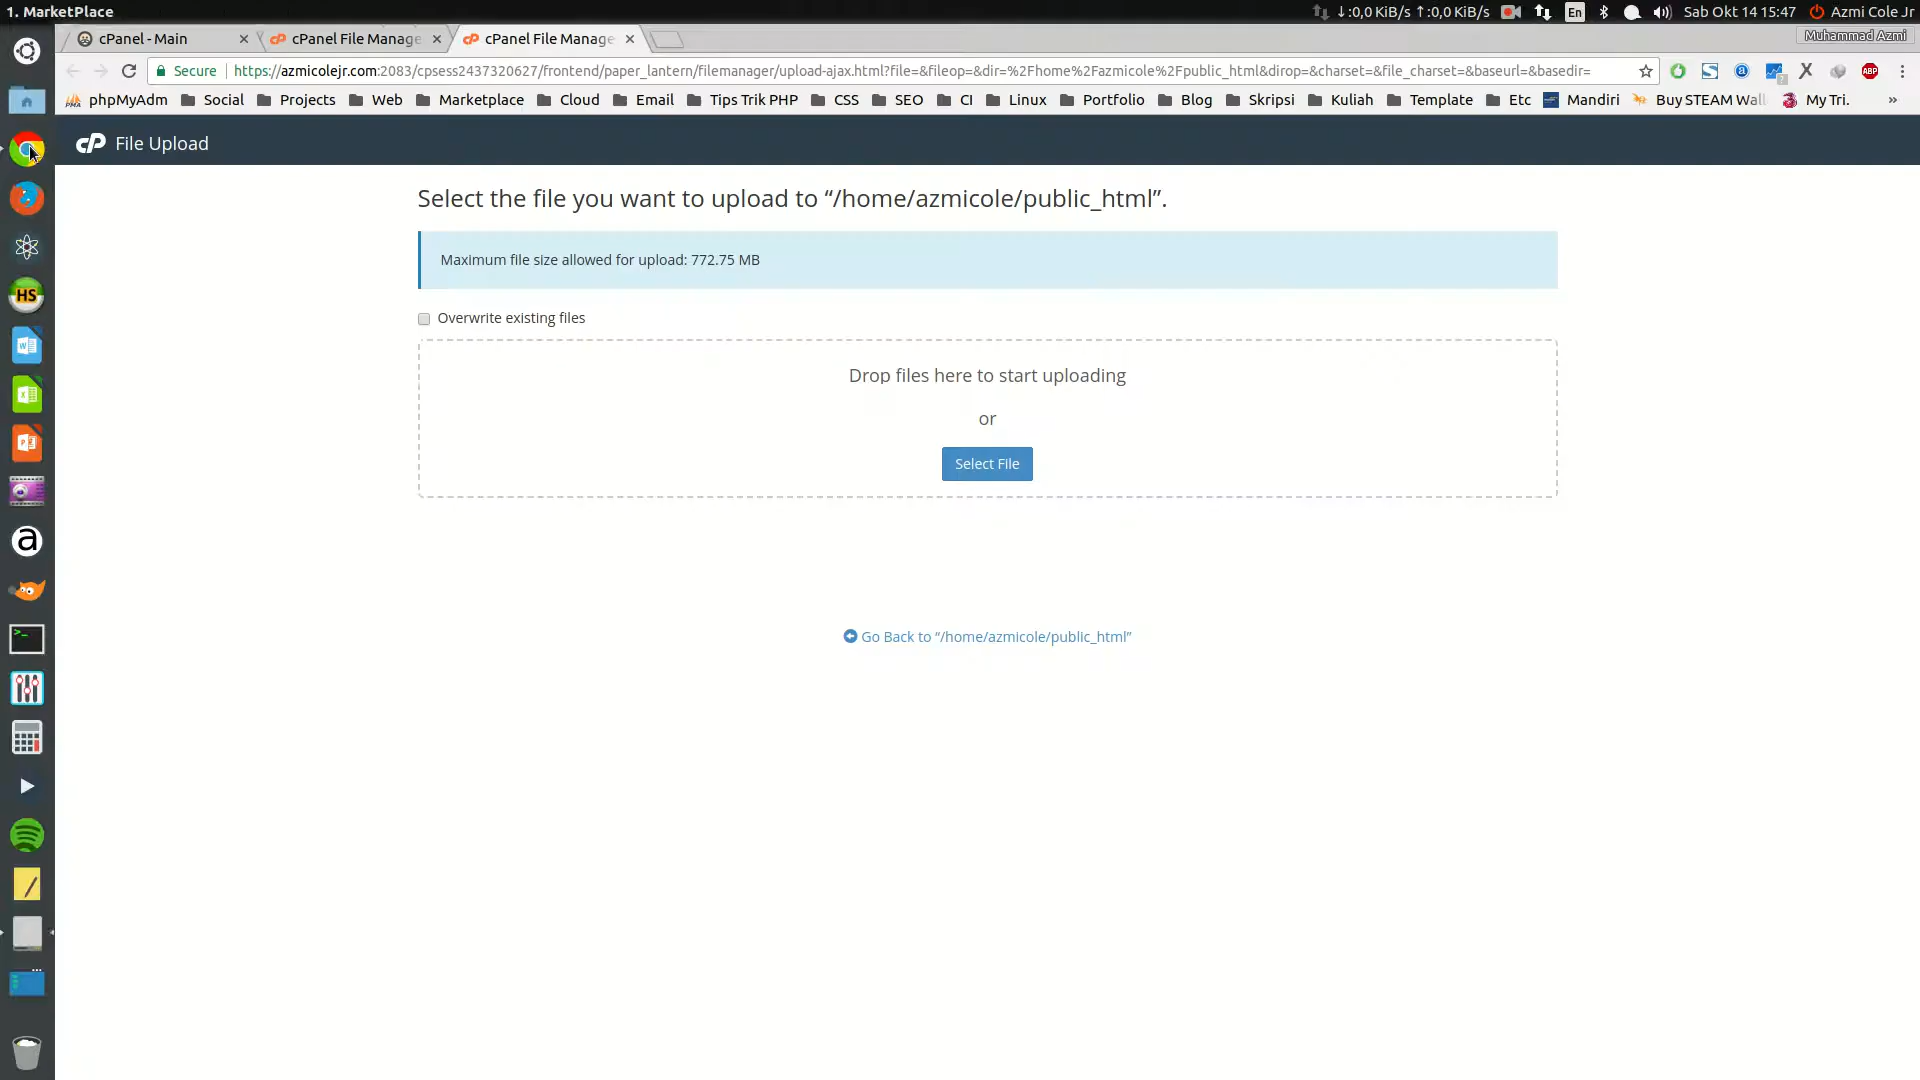 1. MarketPlace
↓:0,0 KiB/s ↑:0,0 KiB/s En Sab Okt 14 15:47 Azmi Cole Jr
cPanel - Main
cPanel File Manage
cPanel File Manage
Muhammad Azmi
Secure https://azmicolejr.com:2083/cpsess2437320627/frontend/paper_lantern/filemanager/upload-ajax.html?file=&fileop=&dir=%2Fhome%2Fazmicole%2Fpublic_html&dirop=&charset=&file_charset=&baseurl=&basedir=
ABP
phpMyAdm Social Projects Web Marketplace Cloud Email Tips Trik PHP CSS SEO CI Linux Portfolio Blog Skripsi Kuliah Template Etc Mandiri Buy STEAM Wal My Tri. »
cP File Upload
Select the file you want to upload to “/home/azmicole/public_html”.
Maximum file size allowed for upload: 772.75 MB
Overwrite existing files
Drop files here to start uploading
or
Select File
Go Back to “/home/azmicole/public_html”
HS
a